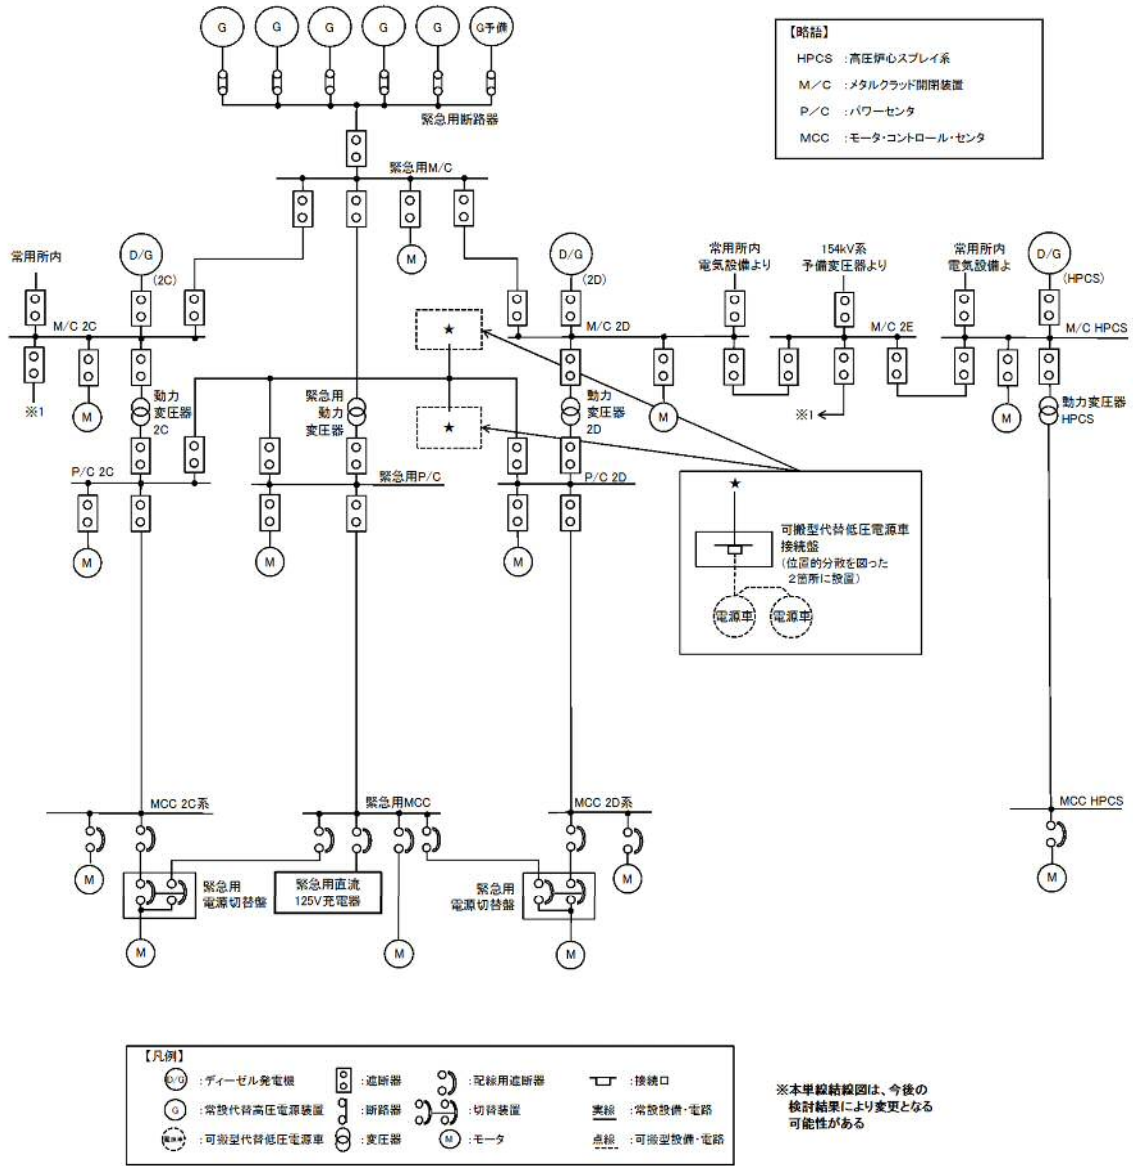 G
G
G
G
G
G予備
緊急用断路器
【略語】
HPCS :高圧炉心スプレイ系
M/C :メタルクラッド開閉装置
P/C :パワーセンタ
MCC :モータ・コントロール・センタ
緊急用M/C
M
常用所内
D/G
(2C)
M/C 2C
※1
M
動力
変圧器
2C
P/C 2C
M
緊急用
動力
変圧器
緊急用P/C
M
★
★
D/G
(2D)
M/C 2D
動力
変圧器
2D
M
P/C 2D
M
常用所内
電気設備より
154kV系
予備変圧器より
M/C 2E
※1
常用所内
電気設備よ
D/G
(HPCS)
M/C HPCS
M
動力変圧器
HPCS
★
可搬型代替低圧電源車
接続盤
(位置的分散を図った
2箇所に設置)
電源車
電源車
MCC 2C系
M
緊急用
電源切替盤
M
緊急用MCC
緊急用直流
125V充電器
M
MCC 2D系
M
緊急用
電源切替盤
M
MCC HPCS
M
【凡例】
D/G :ディーゼル発電機
:遮断器
:配線用遮断器
:接続口
G :常設代替高圧電源装置
:断路器
:切替装置
実線 :常設設備・電路
電源車 :可搬型代替低圧電源車
:変圧器
M :モータ
点線 :可搬型設備・電路
※本単線結線図は、今後の
検討結果により変更となる
可能性がある